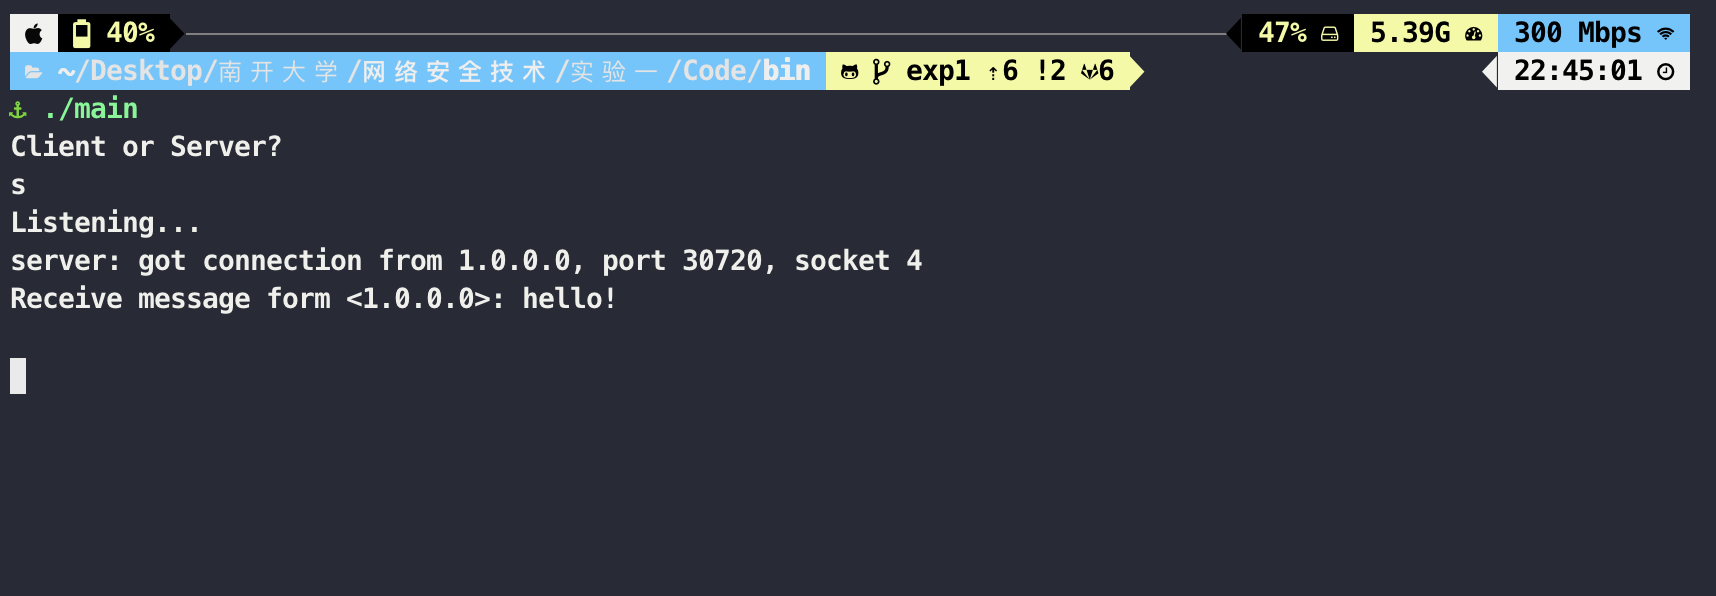 40% 47% 5.39G 300 Mbps
~/Desktop/南开大学/网络安全技术/实验一/Code/bin exp1 ⇡6 !2 6 22:45:01
./main
Client or Server?
s
Listening...
server: got connection from 1.0.0.0, port 30720, socket 4
Receive message form <1.0.0.0>: hello!